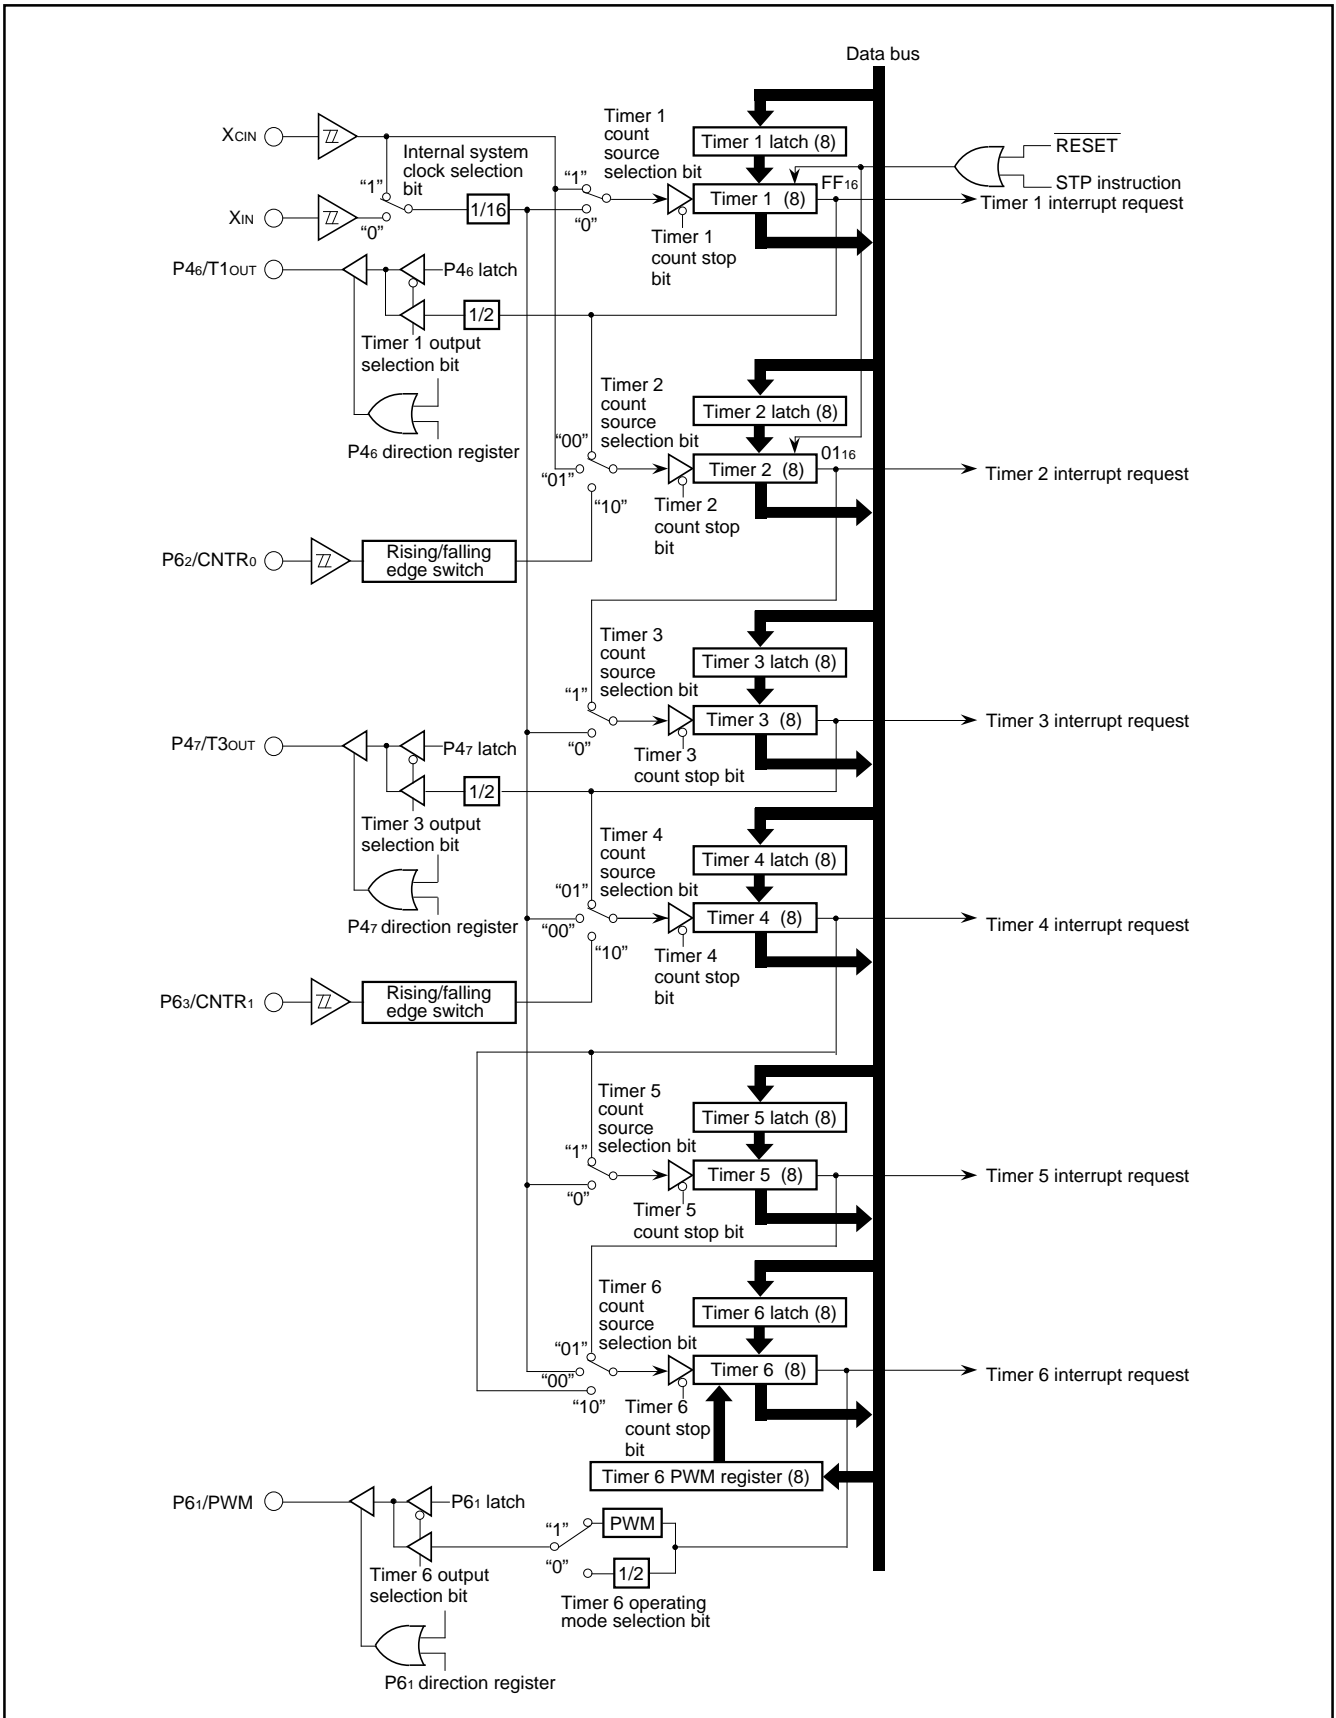 Data bus
XCIN
Internal system
clock selection
bit
“1”
XIN
“0”
1/16
Timer 1
count
source
selection bit
“1”
“0”
Timer 1 latch (8)
Timer 1 (8)
FF16
RESET
STP instruction
Timer 1 interrupt request
Timer 1
count stop
bit
P46/T1OUT
P46 latch
1/2
Timer 1 output
selection bit
P46 direction register
Timer 2
count
source
selection bit
“00”
“01”
“10”
Timer 2 latch (8)
Timer 2 (8)
0116
Timer 2 interrupt request
Timer 2
count stop
bit
P62/CNTR0
Rising/falling
edge switch
Timer 3
count
source
selection bit
“1”
“0”
Timer 3 latch (8)
Timer 3 (8)
Timer 3 interrupt request
Timer 3
count stop bit
P47/T3OUT
P47 latch
1/2
Timer 3 output
selection bit
P47 direction register
Timer 4
count
source
selection bit
“01”
“00”
“10”
Timer 4 latch (8)
Timer 4 (8)
Timer 4 interrupt request
Timer 4
count stop
bit
P63/CNTR1
Rising/falling
edge switch
Timer 5
count
source
selection bit
“1”
“0”
Timer 5 latch (8)
Timer 5 (8)
Timer 5 interrupt request
Timer 5
count stop bit
Timer 6
count
source
selection bit
“01”
“00”
“10”
Timer 6 latch (8)
Timer 6 (8)
Timer 6 interrupt request
Timer 6
count stop
bit
Timer 6 PWM register (8)
P61/PWM
P61 latch
“1”
PWM
“0”
1/2
Timer 6 output
selection bit
Timer 6 operating
mode selection bit
P61 direction register